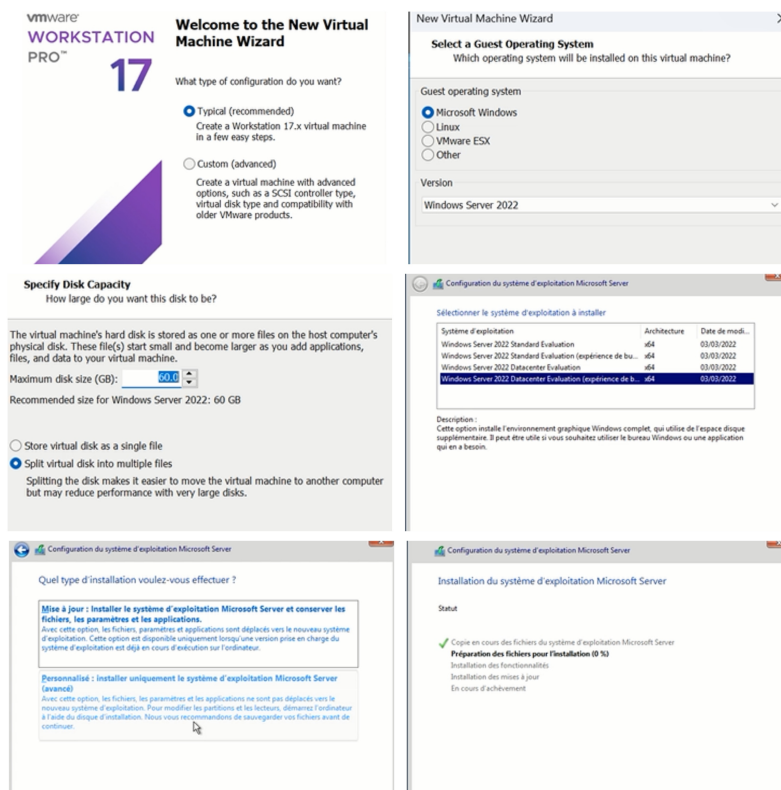 vmware
WORKSTATION
PRO™
17
Welcome to the New Virtual
Machine Wizard
What type of configuration do you want?
Typical (recommended)
Create a Workstation 17.x virtual machine
in a few easy steps.
Custom (advanced)
Create a virtual machine with advanced
options, such as a SCSI controller type,
virtual disk type and compatibility with
older VMware products.
New Virtual Machine Wizard
Select a Guest Operating System
Which operating system will be installed on this virtual machine?
Guest operating system
Microsoft Windows
Linux
VMware ESX
Other
Version
Windows Server 2022
Specify Disk Capacity
How large do you want this disk to be?
The virtual machine's hard disk is stored as one or more files on the host computer's
physical disk. These file(s) start small and become larger as you add applications,
files, and data to your virtual machine.
Maximum disk size (GB): 60.0
Recommended size for Windows Server 2022: 60 GB
Store virtual disk as a single file
Split virtual disk into multiple files
Splitting the disk makes it easier to move the virtual machine to another computer
but may reduce performance with very large disks.
Configuration du système d'exploitation Microsoft Server
Sélectionner le système d'exploitation à installer
Système d'exploitation Architecture Date de modi...
Windows Server 2022 Standard Evaluation x64 03/03/2022
Windows Server 2022 Standard Evaluation (expérience de bu... x64 03/03/2022
Windows Server 2022 Datacenter Evaluation x64 03/03/2022
Windows Server 2022 Datacenter Evaluation (expérience de b... x64 03/03/2022
Description :
Cette option installe l'environnement graphique Windows complet, qui utilise de l'espace disque
supplémentaire. Il peut être utile si vous souhaitez utiliser le bureau Windows ou une application
qui en a besoin.
Configuration du système d'exploitation Microsoft Server
Quel type d'installation voulez-vous effectuer ?
Mise à jour : Installer le système d'exploitation Microsoft Server et conserver les
fichiers, les paramètres et les applications.
Avec cette option, les fichiers, paramètres et applications sont déplacés vers le nouveau système
d'exploitation. Cette option est disponible uniquement lorsqu'une version prise en charge du
système d'exploitation est déjà en cours d'exécution sur l'ordinateur.
Personnalisé : installer uniquement le système d'exploitation Microsoft Server
(avancé)
Avec cette option, les fichiers, les paramètres et les applications ne sont pas déplacés vers le
nouveau système d'exploitation. Pour modifier les partitions et les lecteurs, démarrez l'ordinateur
à l'aide du disque d'installation. Nous vous recommandons de sauvegarder vos fichiers avant de
continuer.
Configuration du système d'exploitation Microsoft Server
Installation du système d'exploitation Microsoft Server
Statut
Copie en cours des fichiers du système d'exploitation Microsoft Server
Préparation des fichiers pour l'installation (0 %)
Installation des fonctionnalités
Installation des mises à jour
En cours d'achèvement